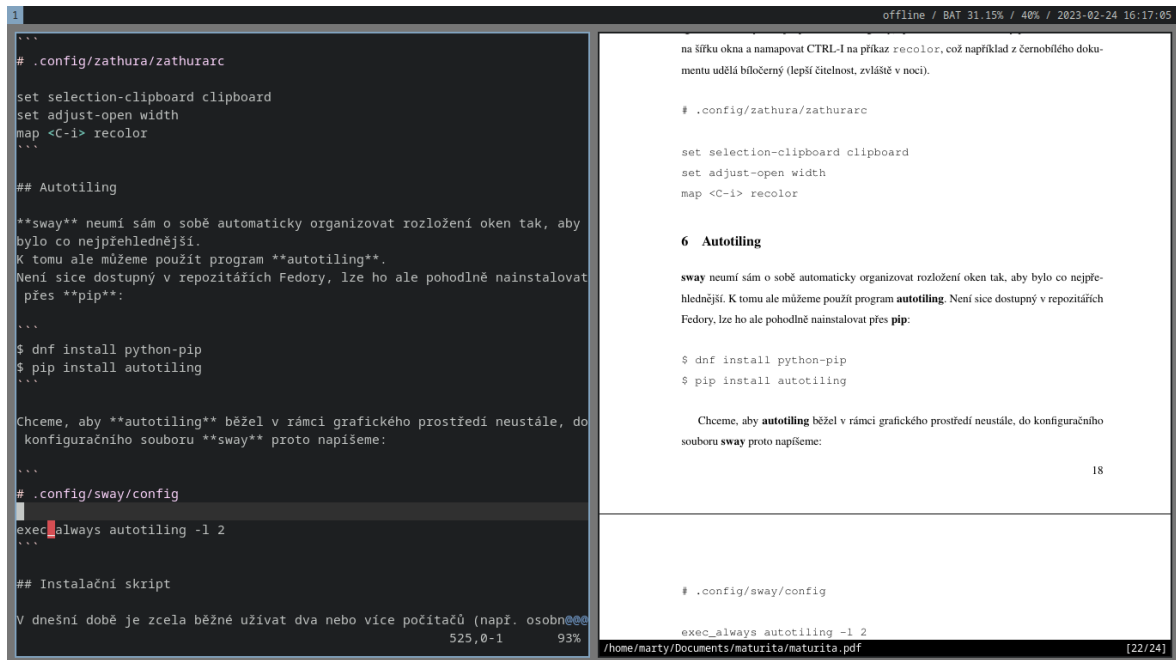 1
offline / BAT 31.15% / 40% / 2023-02-24 16:17:05
```
# .config/zathura/zathurarc
set selection-clipboard clipboard
set adjust-open width
map <C-i> recolor
```
## Autotiling
**sway** neumí sám o sobě automaticky organizovat rozložení oken tak, aby
bylo co nejpřehlednější.
K tomu ale můžeme použít program **autotiling**.
Není sice dostupný v repozitářích Fedory, lze ho ale pohodlně nainstalovat
přes **pip**:
```
$ dnf install python-pip
$ pip install autotiling
```
Chceme, aby **autotiling** běžel v rámci grafického prostředí neustále, do
konfiguračního souboru **sway** proto napíšeme:
```
# .config/sway/config
exec_always autotiling -l 2
```
## Instalační skript
V dnešní době je zcela běžné užívat dva nebo více počítačů (např. osobn@@@
525,0-1 93%
na šířku okna a namapovat CTRL-I na příkaz recolor, což například z černobílého doku-
mentu udělá bíločerný (lepší čitelnost, zvláště v noci).
# .config/zathura/zathurarc
set selection-clipboard clipboard
set adjust-open width
map <C-i> recolor
6 Autotiling
sway neumí sám o sobě automaticky organizovat rozložení oken tak, aby bylo co nejpře-
hlednější. K tomu ale můžeme použít program autotiling. Není sice dostupný v repozitářích
Fedory, lze ho ale pohodlně nainstalovat přes pip:
$ dnf install python-pip
$ pip install autotiling
Chceme, aby autotiling běžel v rámci grafického prostředí neustále, do konfiguračního
souboru sway proto napíšeme:
18
# .config/sway/config
exec_always autotiling -l 2
/home/marty/Documents/maturita/maturita.pdf [22/24]